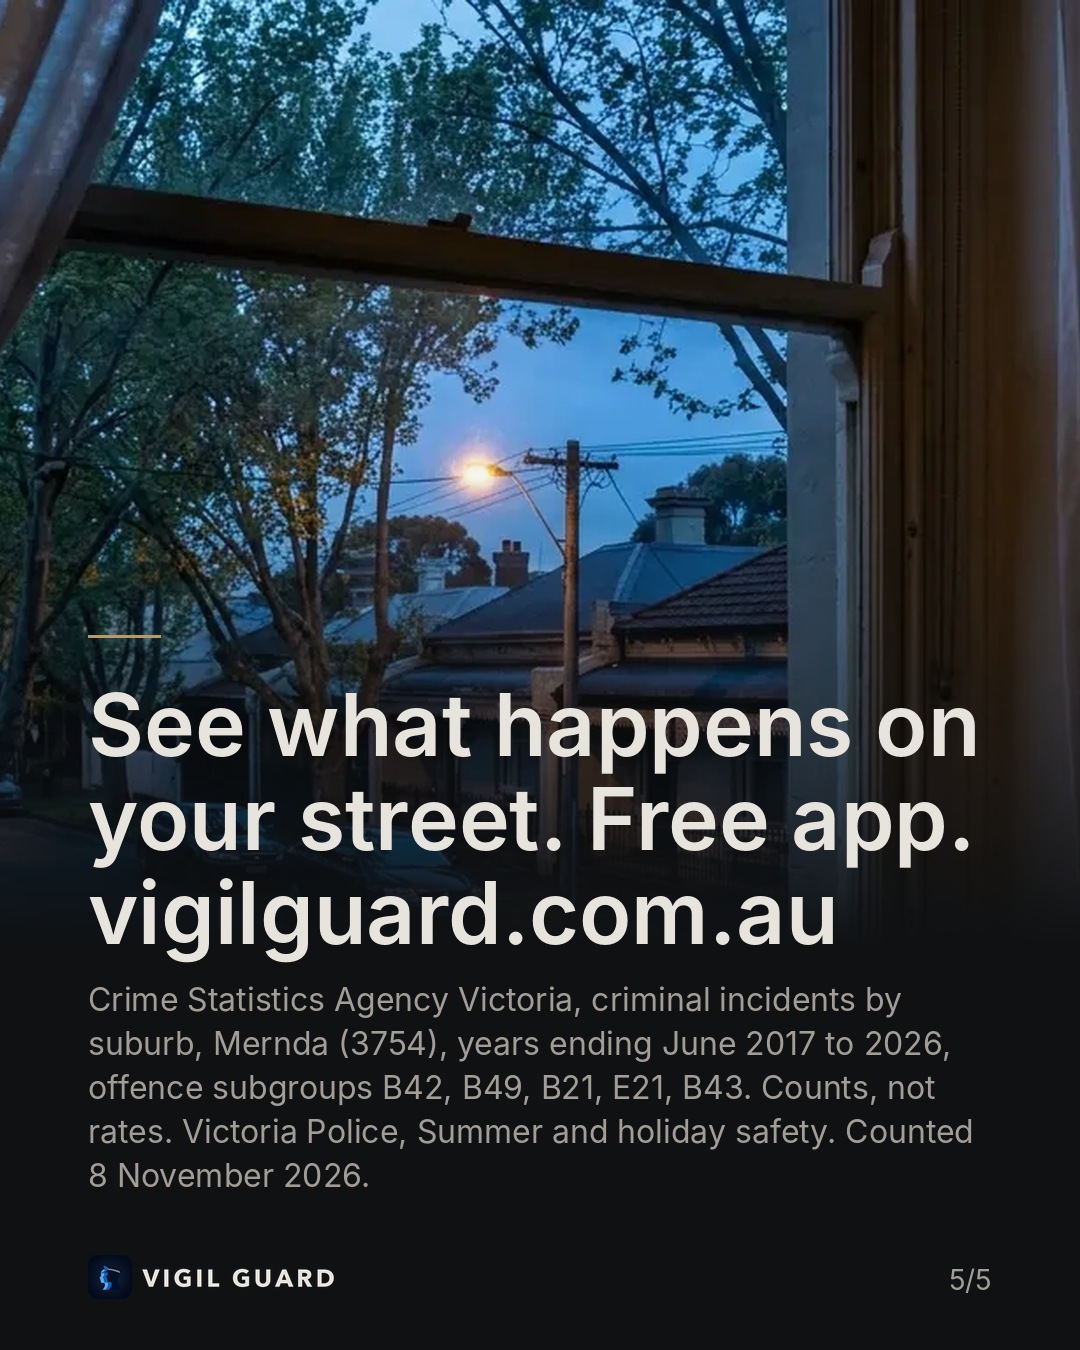 See what happens on
your street. Free app.
vigilguard.com.au
Crime Statistics Agency Victoria, criminal incidents by
suburb, Mernda (3754), years ending June 2017 to 2026,
offence subgroups B42, B49, B21, E21, B43. Counts, not
rates. Victoria Police, Summer and holiday safety. Counted
8 November 2026.
VIGIL GUARD
5/5